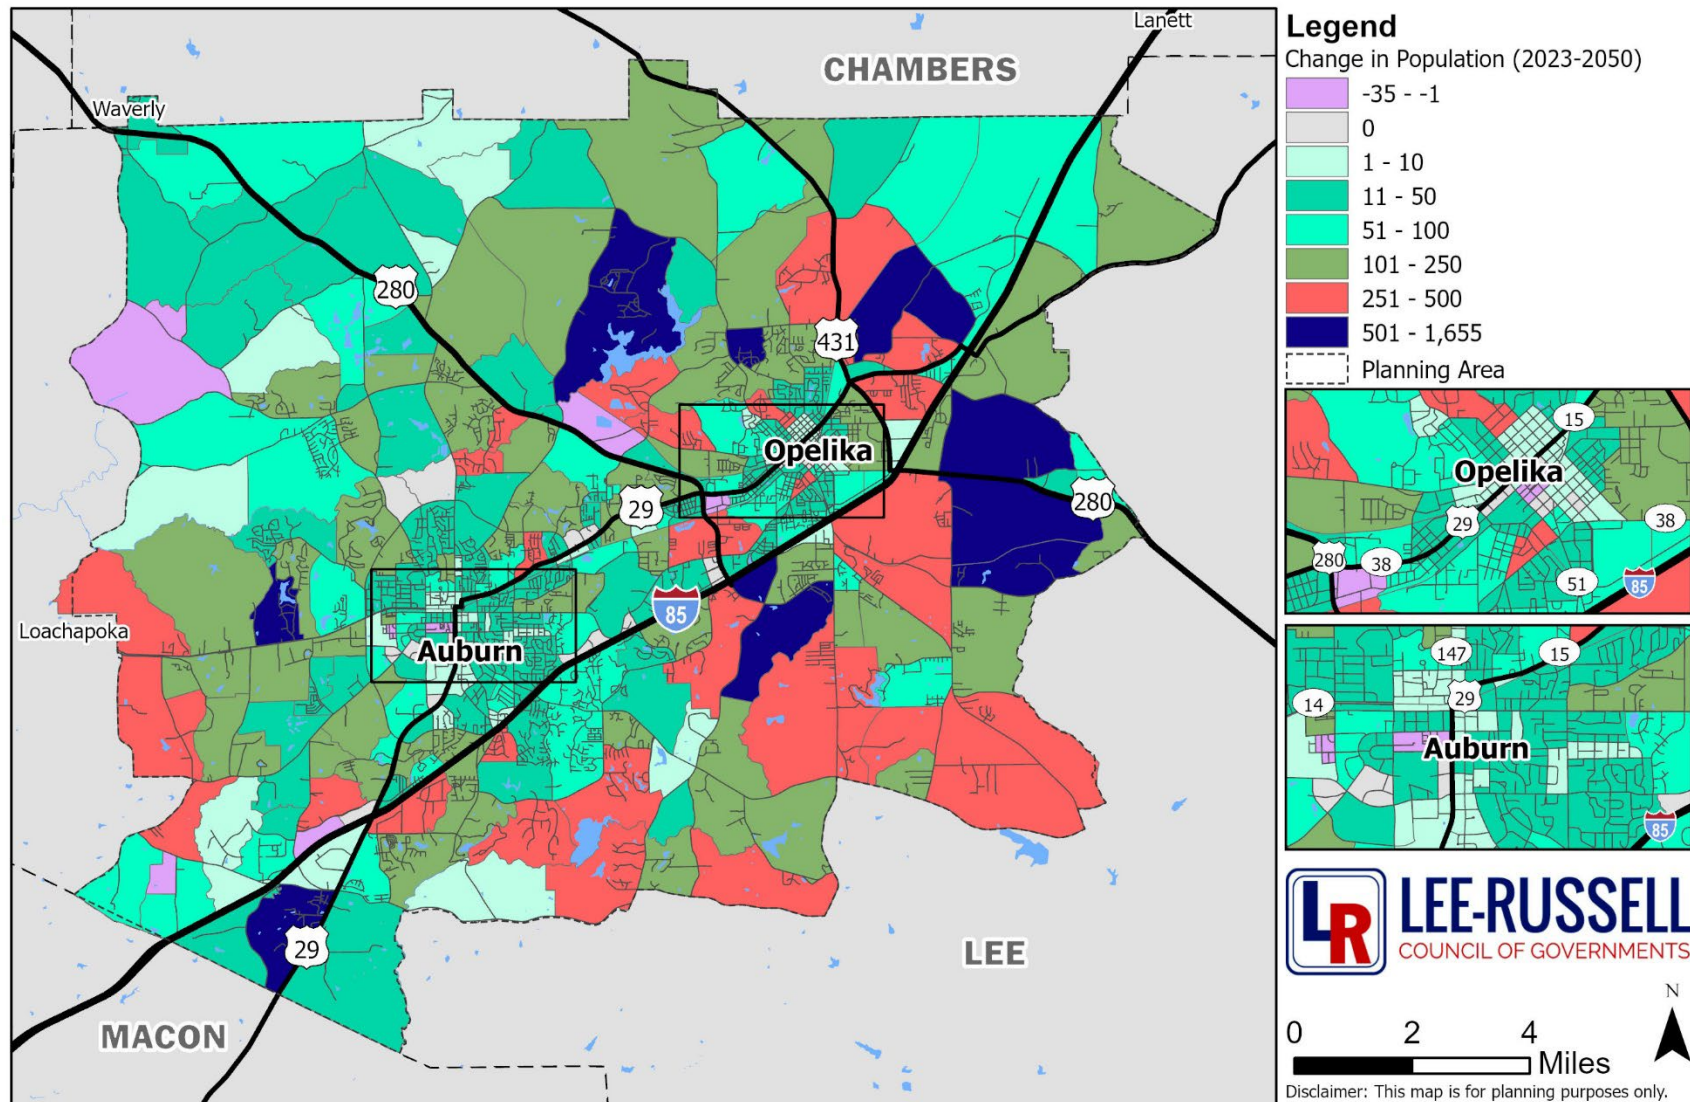 CHAMBERS
Lanett
Waverly
280
431
Opelika
29
280
85
Loachapoka
Auburn
29
LEE
MACON
Legend
Change in Population (2023-2050)
-35 - -1
0
1 - 10
11 - 50
51 - 100
101 - 250
251 - 500
501 - 1,655
Planning Area
15
Opelika
29
38
280
38
51
85
147
15
29
14
Auburn
85
LR
LEE-RUSSELL
COUNCIL OF GOVERNMENTS
N
0 2 4
Miles
Disclaimer: This map is for planning purposes only.